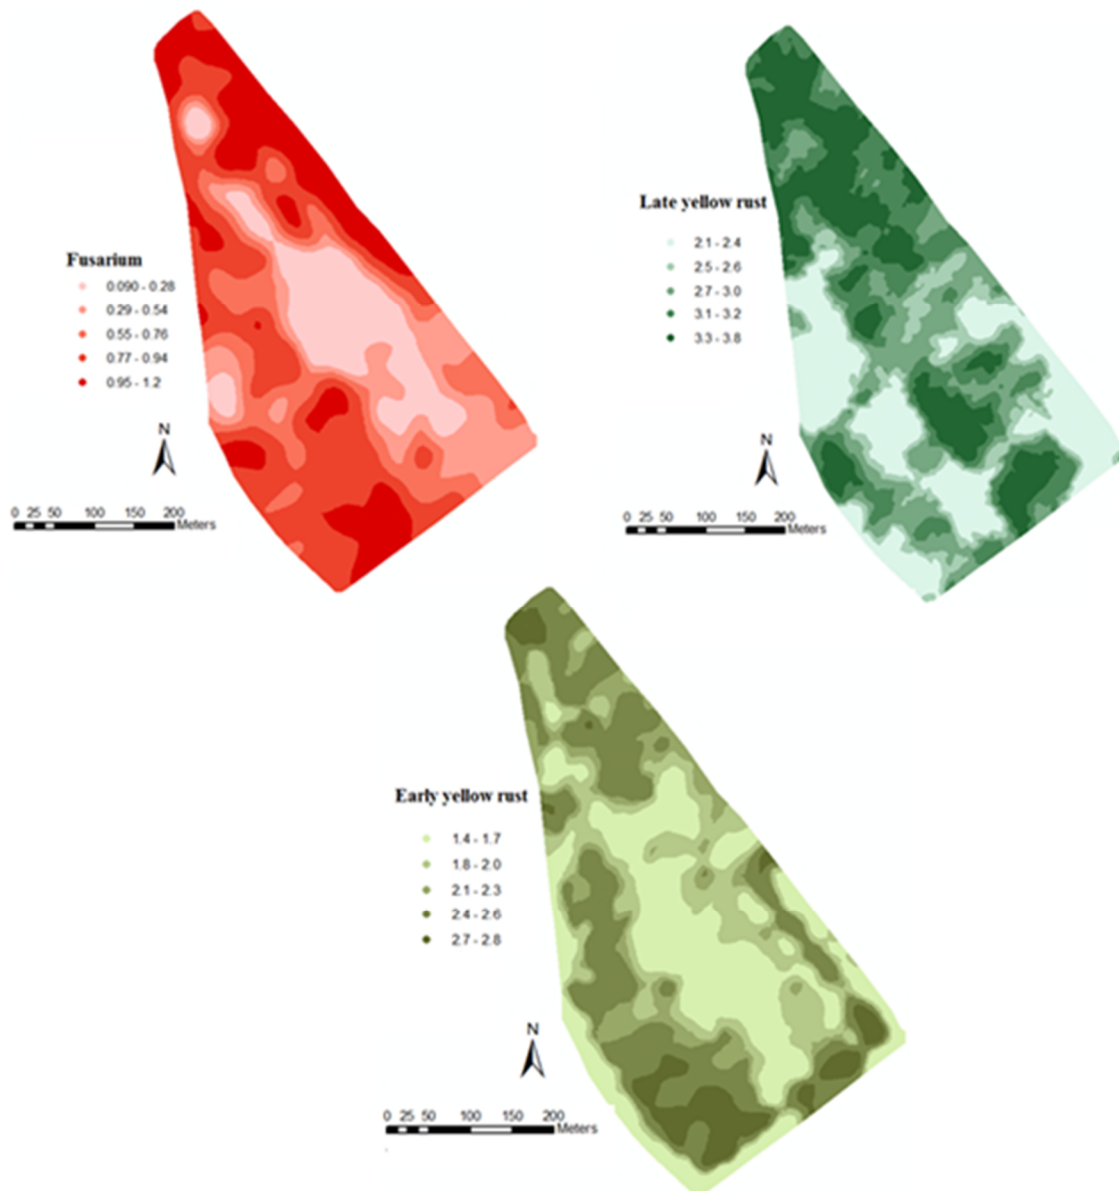 Fusarium
0.090 - 0.28
0.29 - 0.54
0.55 - 0.76
0.77 - 0.94
0.95 - 1.2
N
0 25 50 100 150 200
Meters
Late yellow rust
2.1 - 2.4
2.5 - 2.6
2.7 - 3.0
3.1 - 3.2
3.3 - 3.8
N
0 25 50 100 150 200
Meters
Early yellow rust
1.4 - 1.7
1.8 - 2.0
2.1 - 2.3
2.4 - 2.6
2.7 - 2.8
N
0 25 50 100 150 200
Meters